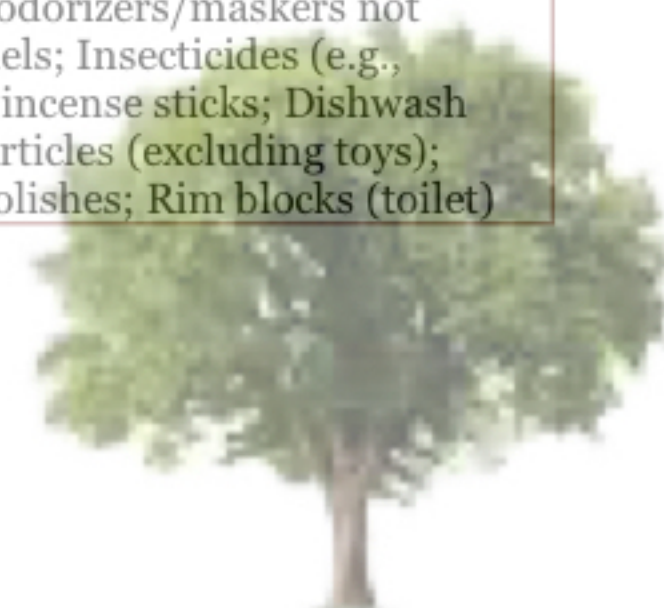 odorizers/maskers not
els; Insecticides (e.g.,
incense sticks; Dishwash
rticles (excluding toys);
olishes; Rim blocks (toilet)